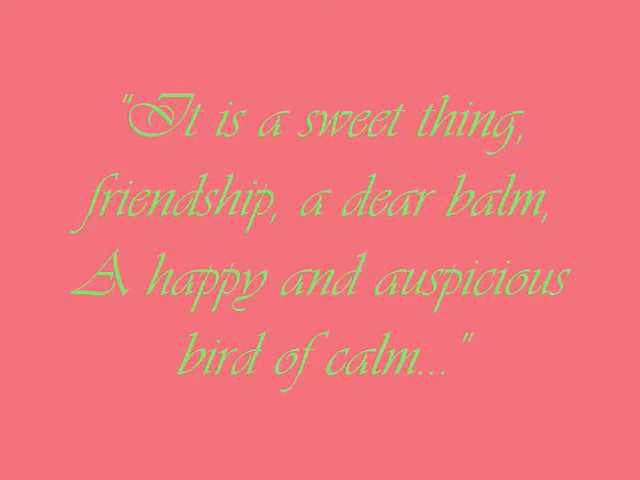 "It is a sweet thing,
friendship, a dear balm,
A happy and auspicious
bird of calm..."